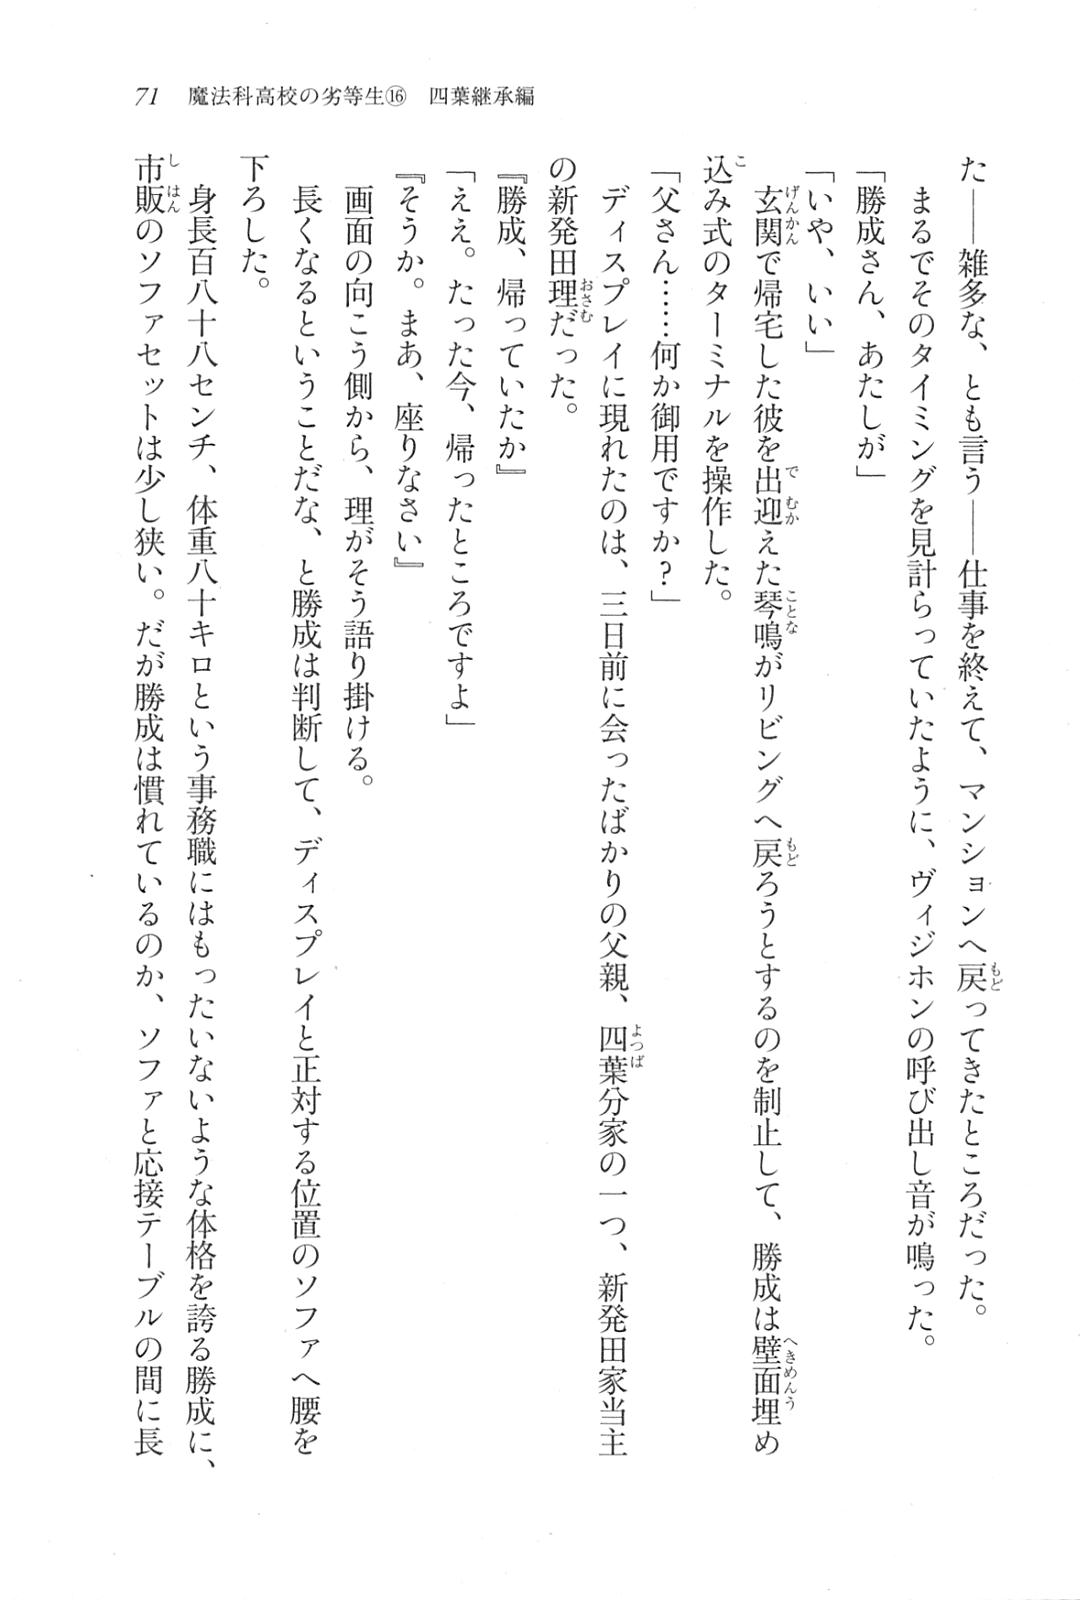 71 魔法科高校の劣等生⑯ 四葉継承編
た――雑多な、とも言う――仕事を終えて、マンションへ戻ってきたところだった。
まるでそのタイミングを見計らっていたように、ヴィジホンの呼び出し音が鳴った。
「勝成さん、あたしが」
「いや、いい」
玄関で帰宅した彼を出迎えた琴鳴がリビングへ戻ろうとするのを制止して、勝成は壁面埋め
込み式のターミナルを操作した。
「父さん……何か御用ですか?」
ディスプレイに現れたのは、三日前に会ったばかりの父親、四葉分家の一つ、新発田家当主
の新発田理だった。
『勝成、帰っていたか』
「ええ。たった今、帰ったところですよ」
『そうか。まあ、座りなさい』
画面の向こう側から、理がそう語り掛ける。
長くなるということだな、と勝成は判断して、ディスプレイと正対する位置のソファへ腰を
下ろした。
身長百八十八センチ、体重八十キロという事務職にはもったいないような体格を誇る勝成に、
市販のソファセットは少し狭い。だが勝成は慣れているのか、ソファと応接テーブルの間に長